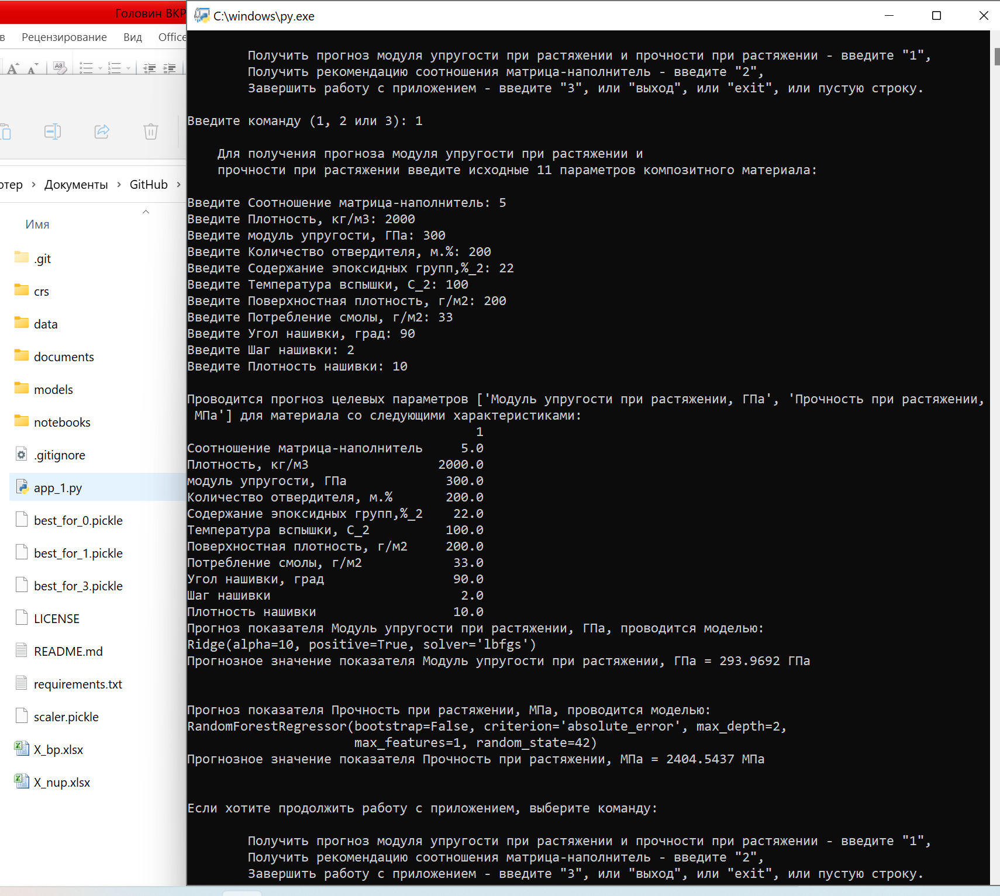 Головин ВКР
C:\windows\py.exe
Рецензирование Вид Office
Документы > GitHub >
Имя
.git
crs
data
documents
models
notebooks
.gitignore
app_1.py
best_for_0.pickle
best_for_1.pickle
best_for_3.pickle
LICENSE
README.md
requirements.txt
scaler.pickle
X_bp.xlsx
X_nup.xlsx
Получить прогноз модуля упругости при растяжении и прочности при растяжении - введите "1",
Получить рекомендацию соотношения матрица-наполнитель - введите "2",
Завершить работу с приложением - введите "3", или "выход", или "exit", или пустую строку.
Введите команду (1, 2 или 3): 1
Для получения прогноза модуля упругости при растяжении и
прочности при растяжении введите исходные 11 параметров композитного материала:
Введите Соотношение матрица-наполнитель: 5
Введите Плотность, кг/м3: 2000
Введите модуль упругости, ГПа: 300
Введите Количество отвердителя, м.%: 200
Введите Содержание эпоксидных групп,%_2: 22
Введите Температура вспышки, С_2: 100
Введите Поверхностная плотность, г/м2: 200
Введите Потребление смолы, г/м2: 33
Введите Угол нашивки, град: 90
Введите Шаг нашивки: 2
Введите Плотность нашивки: 10
Проводится прогноз целевых параметров ['Модуль упругости при растяжении, ГПа', 'Прочность при растяжении,
МПа'] для материала со следующими характеристиками:
1
Соотношение матрица-наполнитель 5.0
Плотность, кг/м3 2000.0
модуль упругости, ГПа 300.0
Количество отвердителя, м.% 200.0
Содержание эпоксидных групп,%_2 22.0
Температура вспышки, С_2 100.0
Поверхностная плотность, г/м2 200.0
Потребление смолы, г/м2 33.0
Угол нашивки, град 90.0
Шаг нашивки 2.0
Плотность нашивки 10.0
Прогноз показателя Модуль упругости при растяжении, ГПа, проводится моделью:
Ridge(alpha=10, positive=True, solver='lbfgs')
Прогнозное значение показателя Модуль упругости при растяжении, ГПа = 293.9692 ГПа
Прогноз показателя Прочность при растяжении, МПа, проводится моделью:
RandomForestRegressor(bootstrap=False, criterion='absolute_error', max_depth=2,
max_features=1, random_state=42)
Прогнозное значение показателя Прочность при растяжении, МПа = 2404.5437 МПа
Если хотите продолжить работу с приложением, выберите команду:
Получить прогноз модуля упругости при растяжении и прочности при растяжении - введите "1",
Получить рекомендацию соотношения матрица-наполнитель - введите "2",
Завершить работу с приложением - введите "3", или "выход", или "exit", или пустую строку.